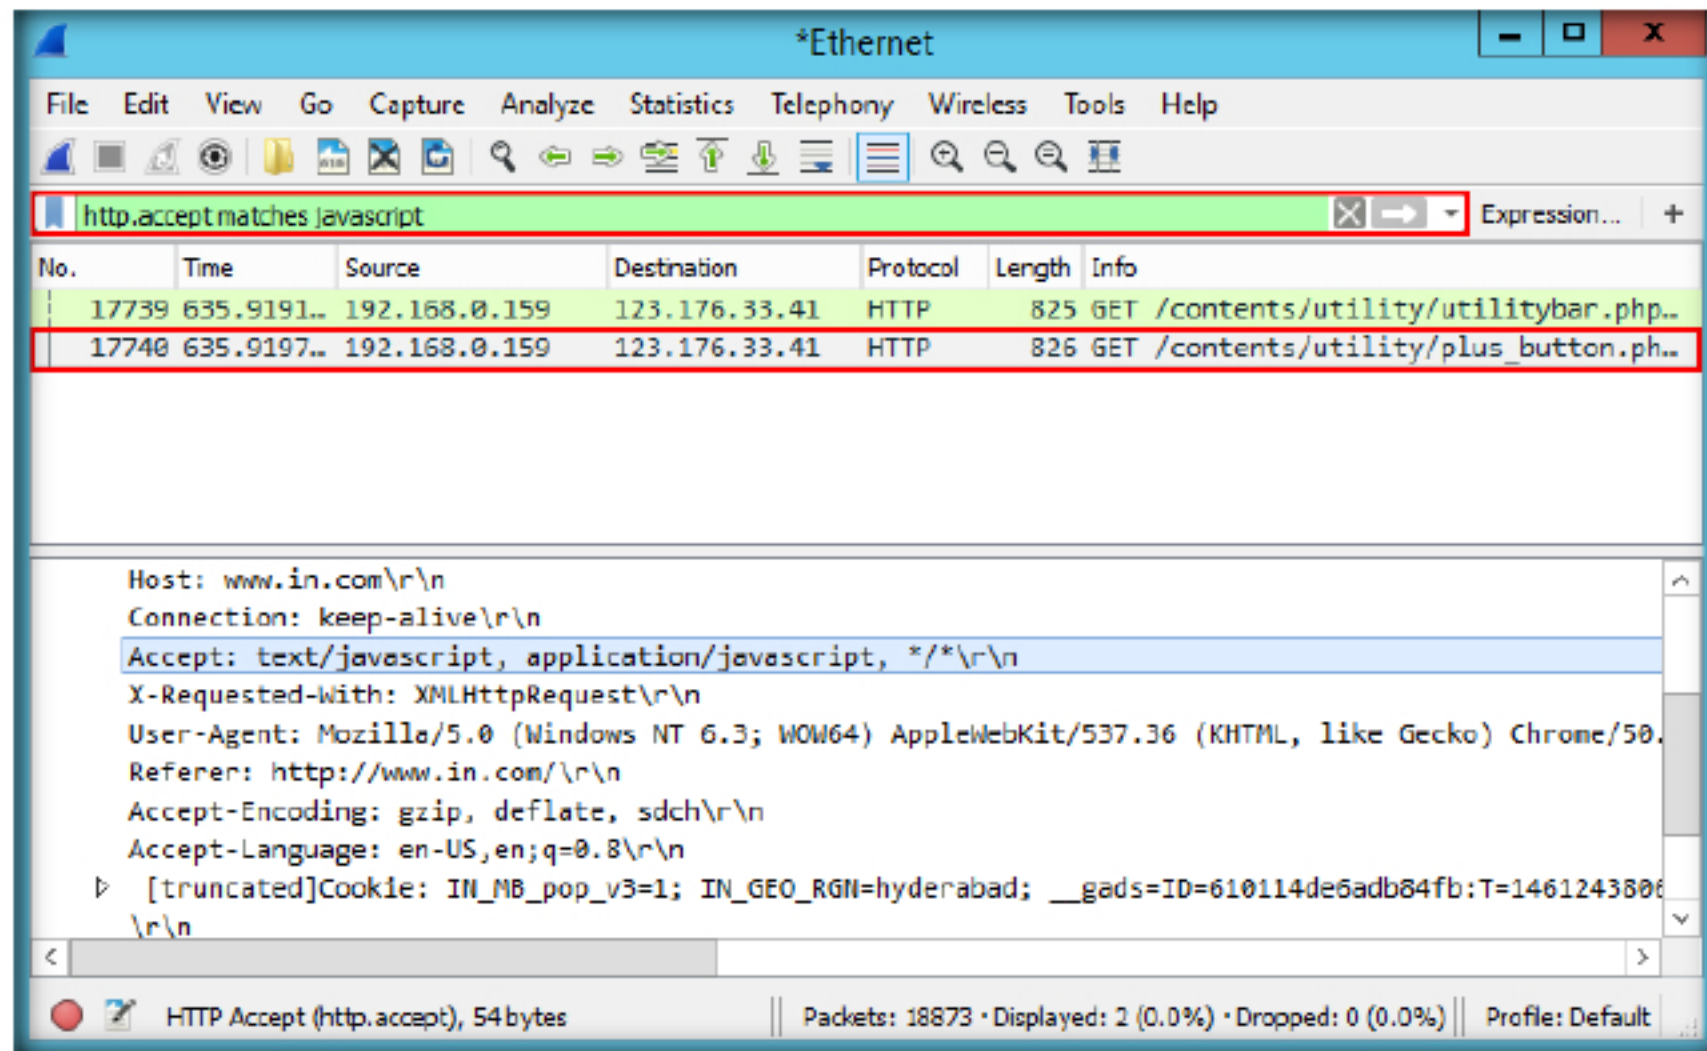 *Ethernet
File Edit View Go Capture Analyze Statistics Telephony Wireless Tools Help
http.accept matches javascript Expression... +
No. Time Source Destination Protocol Length Info
17739 635.9191… 192.168.0.159 123.176.33.41 HTTP 825 GET /contents/utility/utilitybar.php…
17740 635.9197… 192.168.0.159 123.176.33.41 HTTP 826 GET /contents/utility/plus_button.ph…
Host: www.in.com\r\n
Connection: keep-alive\r\n
Accept: text/javascript, application/javascript, */*\r\n
X-Requested-With: XMLHttpRequest\r\n
User-Agent: Mozilla/5.0 (Windows NT 6.3; WOW64) AppleWebKit/537.36 (KHTML, like Gecko) Chrome/50.
Referer: http://www.in.com/\r\n
Accept-Encoding: gzip, deflate, sdch\r\n
Accept-Language: en-US,en;q=0.8\r\n
[truncated]Cookie: IN_MB_pop_v3=1; IN_GEO_RGN=hyderabad; __gads=ID=610114de6adb84fb:T=1461243806
\r\n
HTTP Accept (http.accept), 54 bytes Packets: 18873 · Displayed: 2 (0.0%) · Dropped: 0 (0.0%) Profile: Default